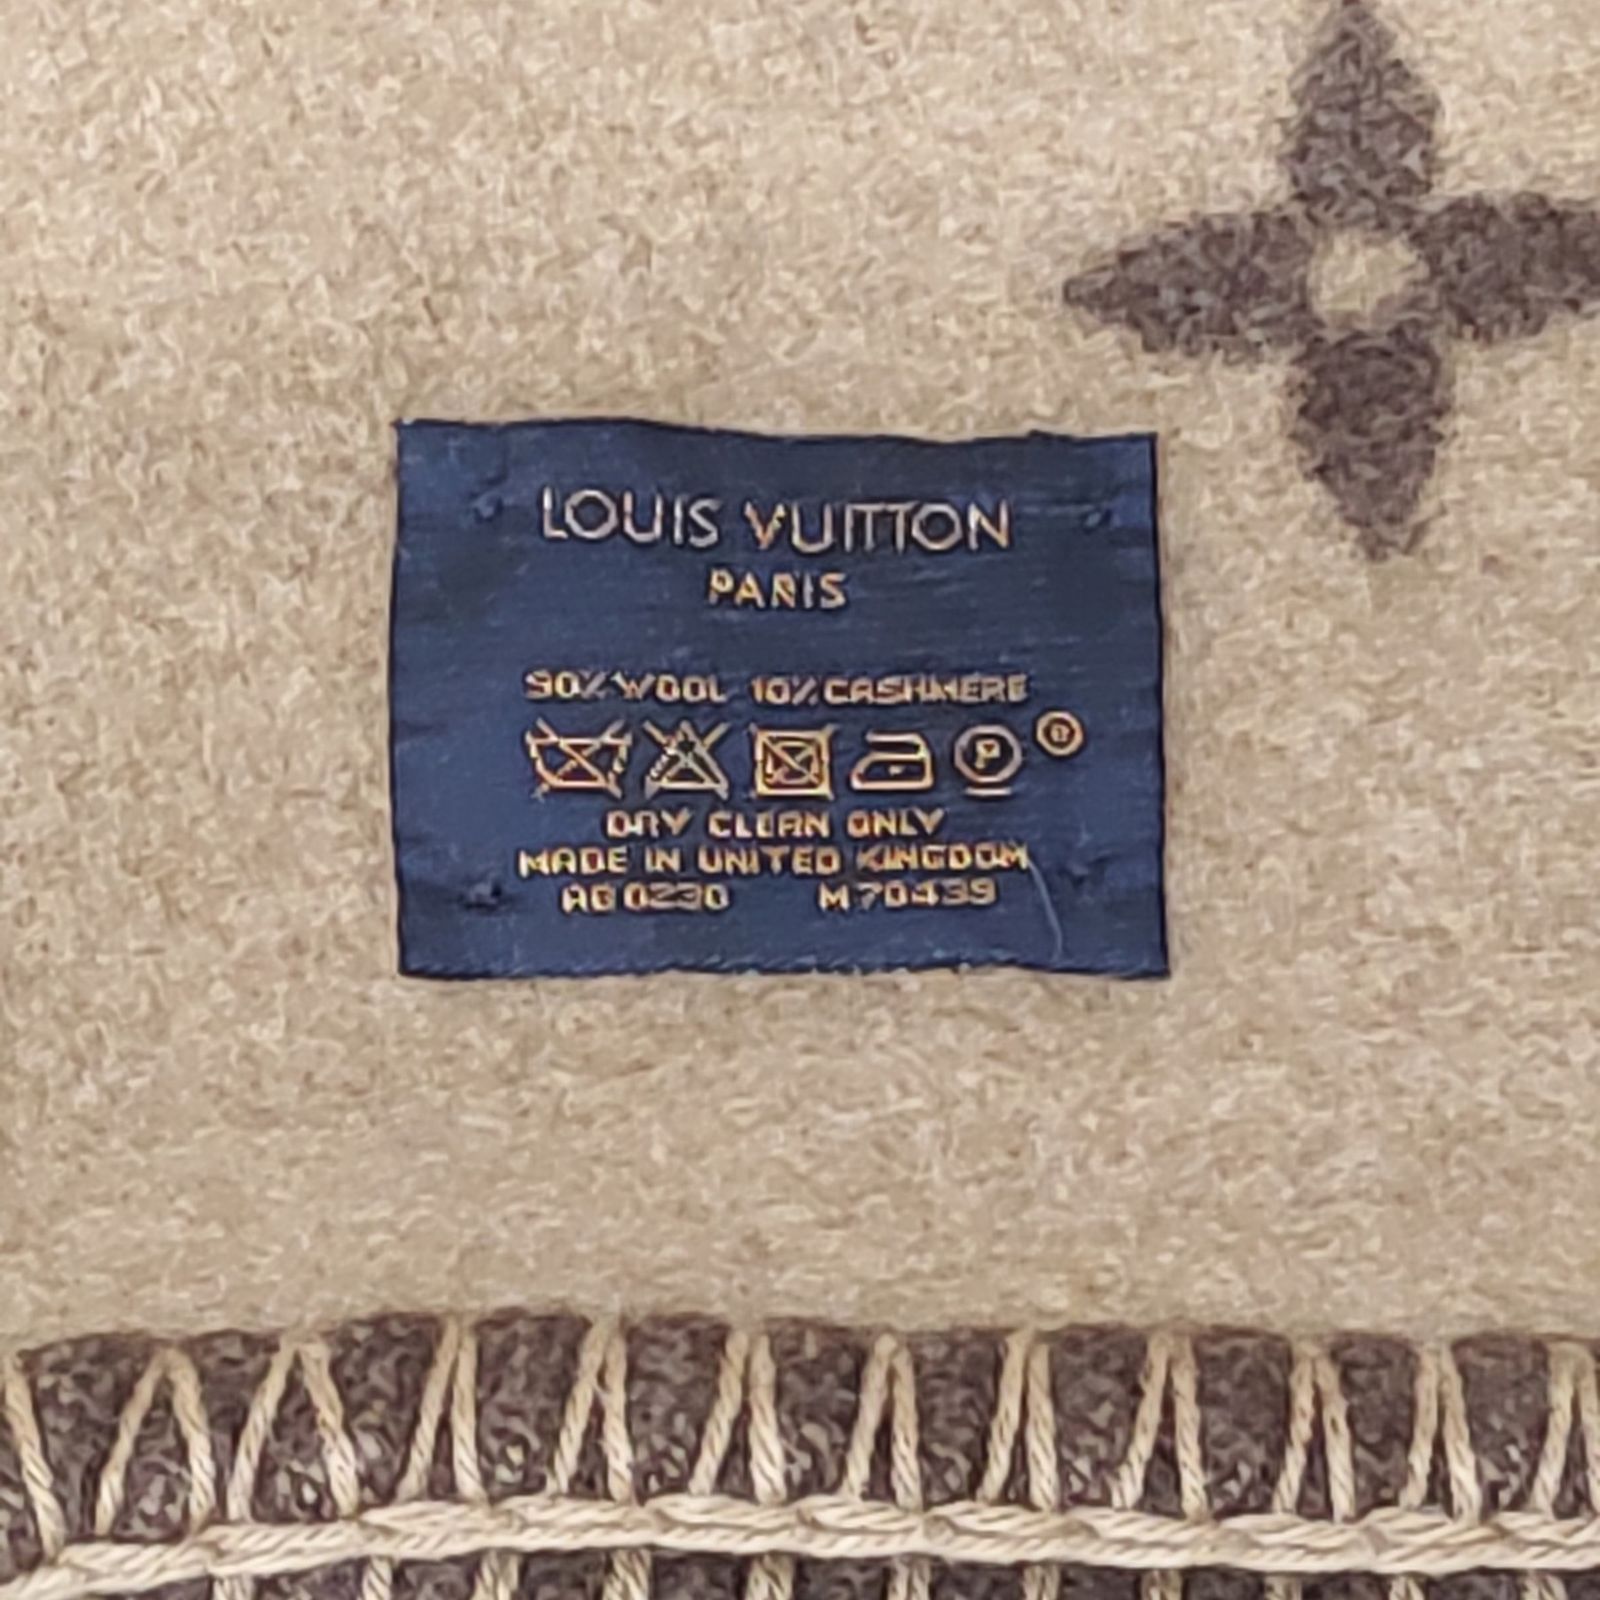 LOUIS VUITTON
PARIS
90% WOOL 10% CASHMERE
P ®
DRY CLEAN ONLY
MADE IN UNITED KINGDOM
AG 0230 M70439